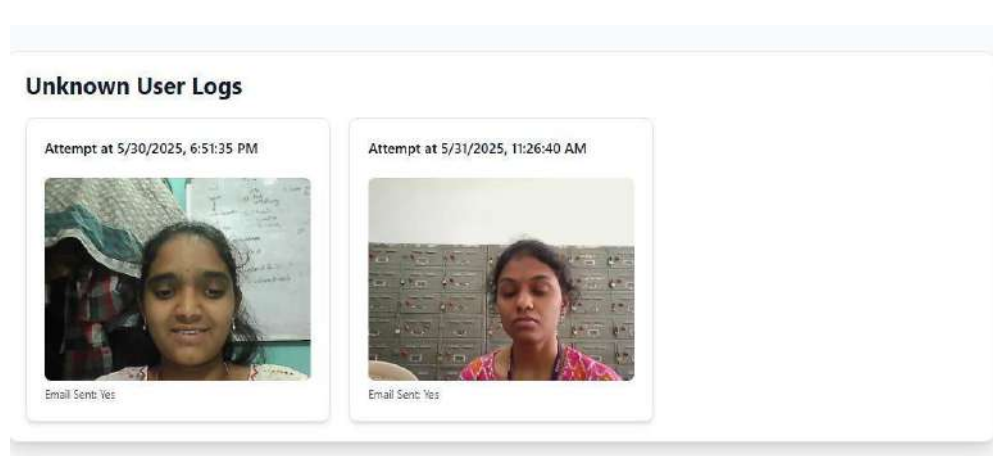 Unknown User Logs
Attempt at 5/30/2025, 6:51:35 PM
Email Sent: Yes
Attempt at 5/31/2025, 11:26:40 AM
Email Sent: Yes